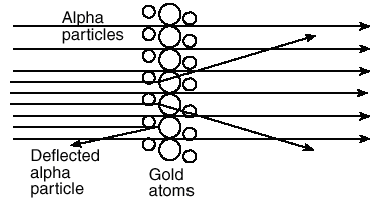 Alpha
particles
Deflected
alpha
particle
Gold
atoms